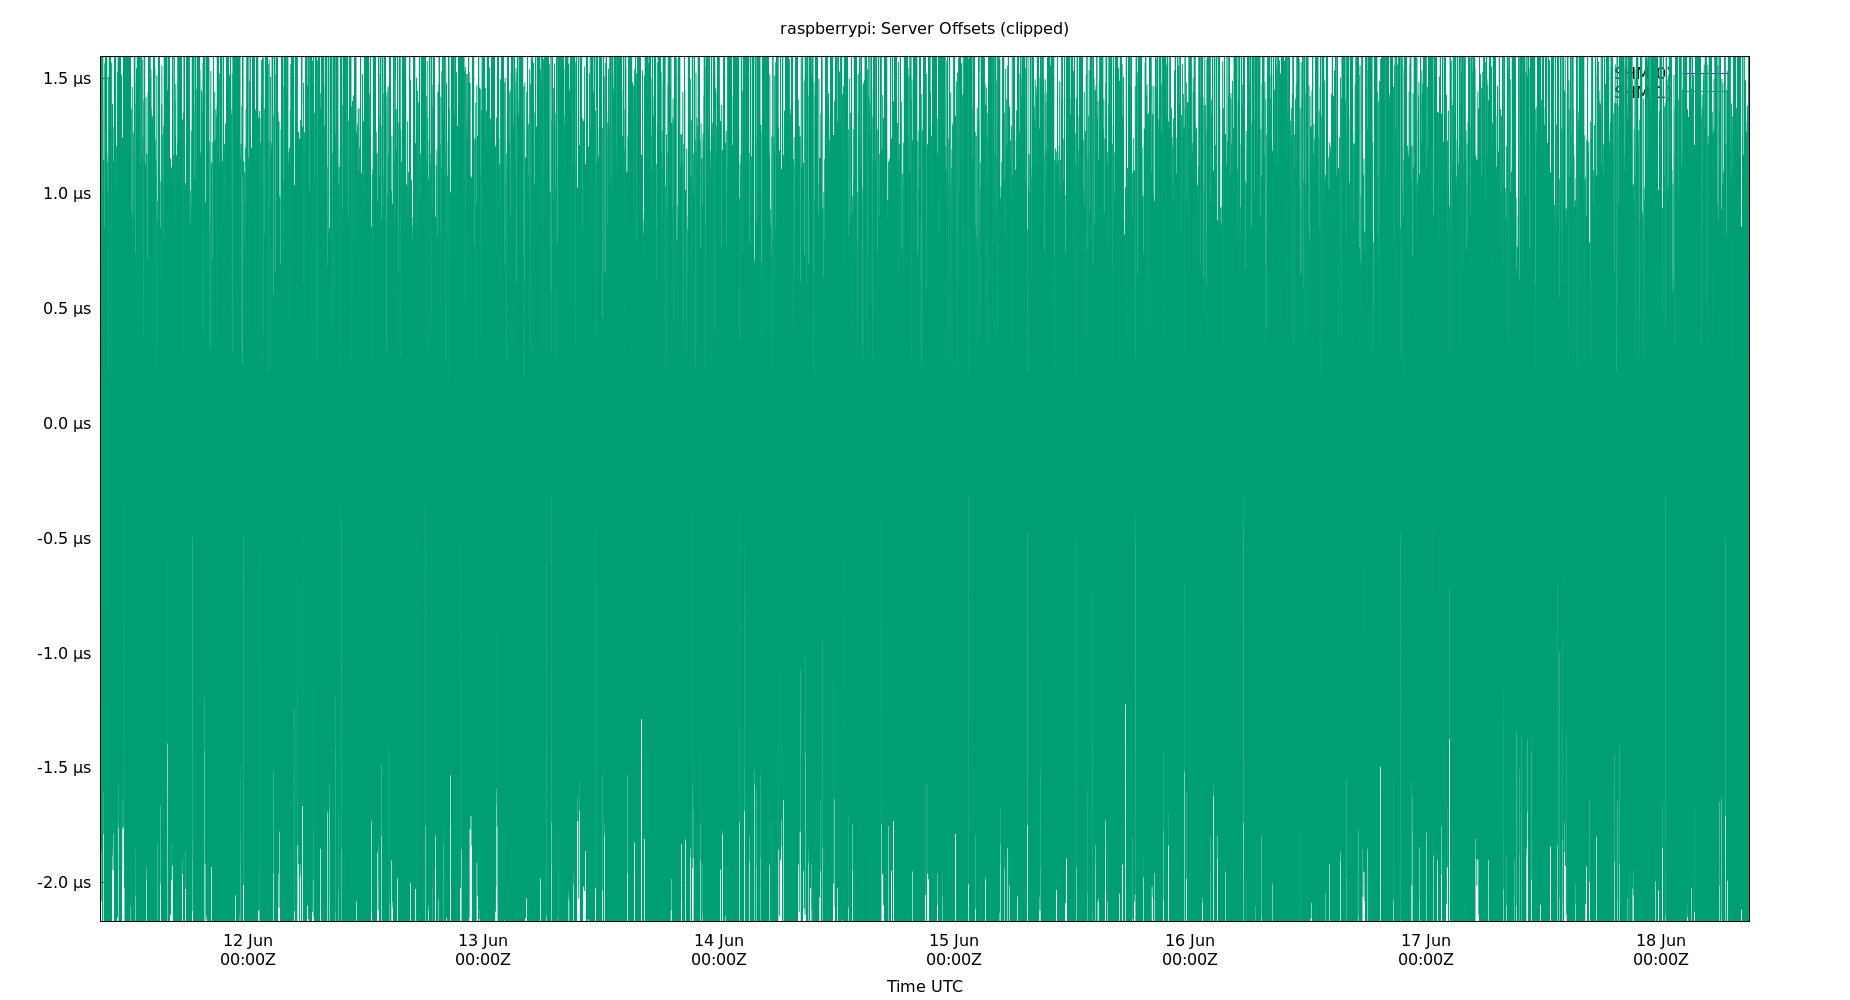 raspberrypi: Server Offsets (clipped)
1.5 µs
1.0 µs
0.5 µs
0.0 µs
-0.5 µs
-1.0 µs
-1.5 µs
-2.0 µs
12 Jun
00:00Z
13 Jun
00:00Z
14 Jun
00:00Z
15 Jun
00:00Z
16 Jun
00:00Z
17 Jun
00:00Z
18 Jun
00:00Z
Time UTC